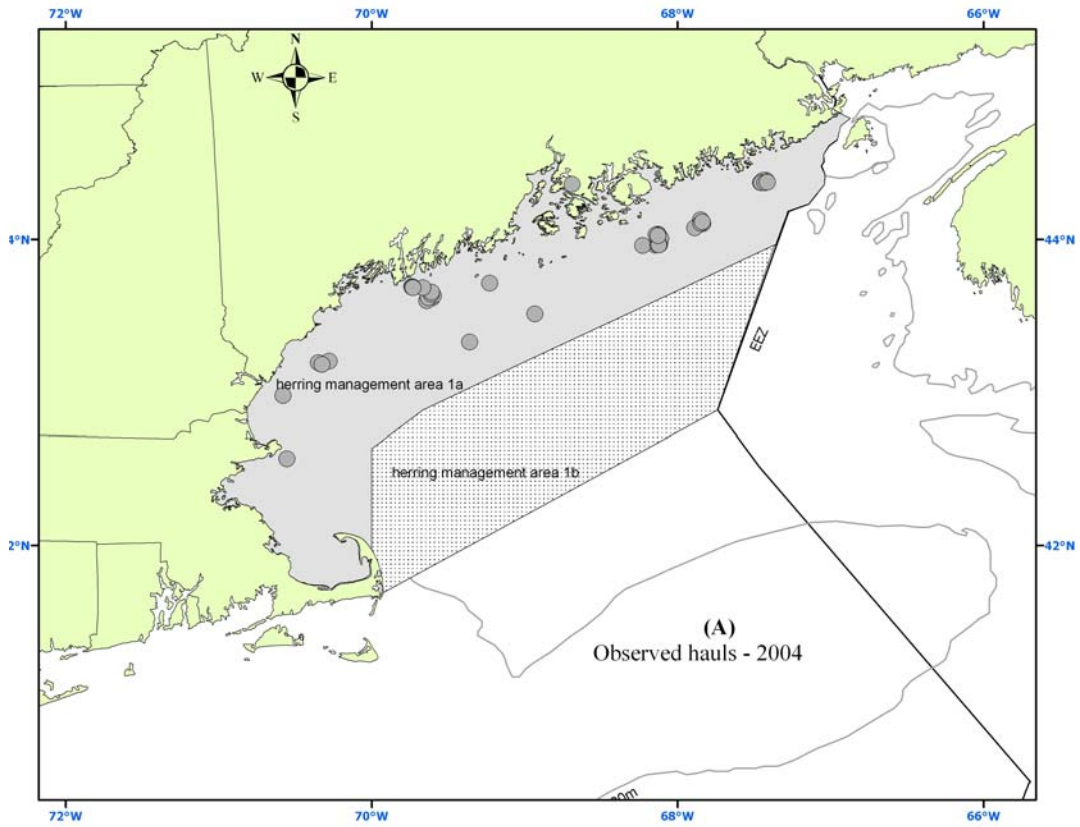 72°W 70°W 68°W 66°W
N
W E
S
4°N 44°N
EEZ
herring management area 1a
herring management area 1b
2°N 42°N
(A)
Observed hauls - 2004
72°W 70°W 68°W 66°W